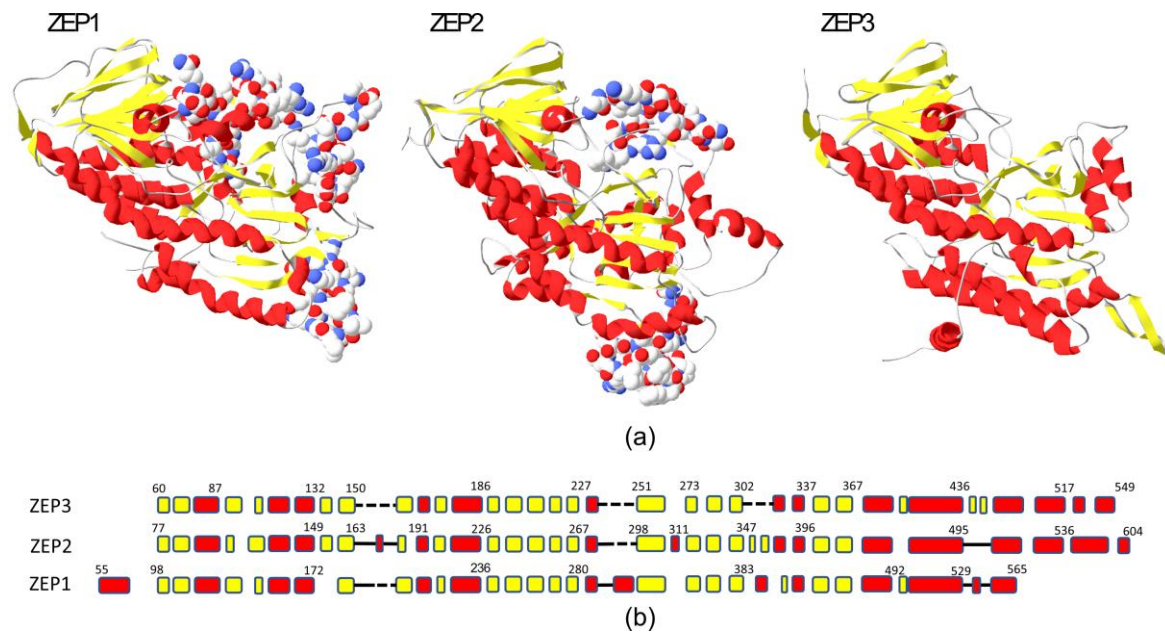 ZEP1 ZEP2 ZEP3
(a)
60 87 132 150 186 227 251 273 302 337 367 436 517 549
ZEP3
77 149 163 191 226 267 298 311 347 396 495 536 604
ZEP2
55 98 172 236 280 383 492 529 565
ZEP1
(b)